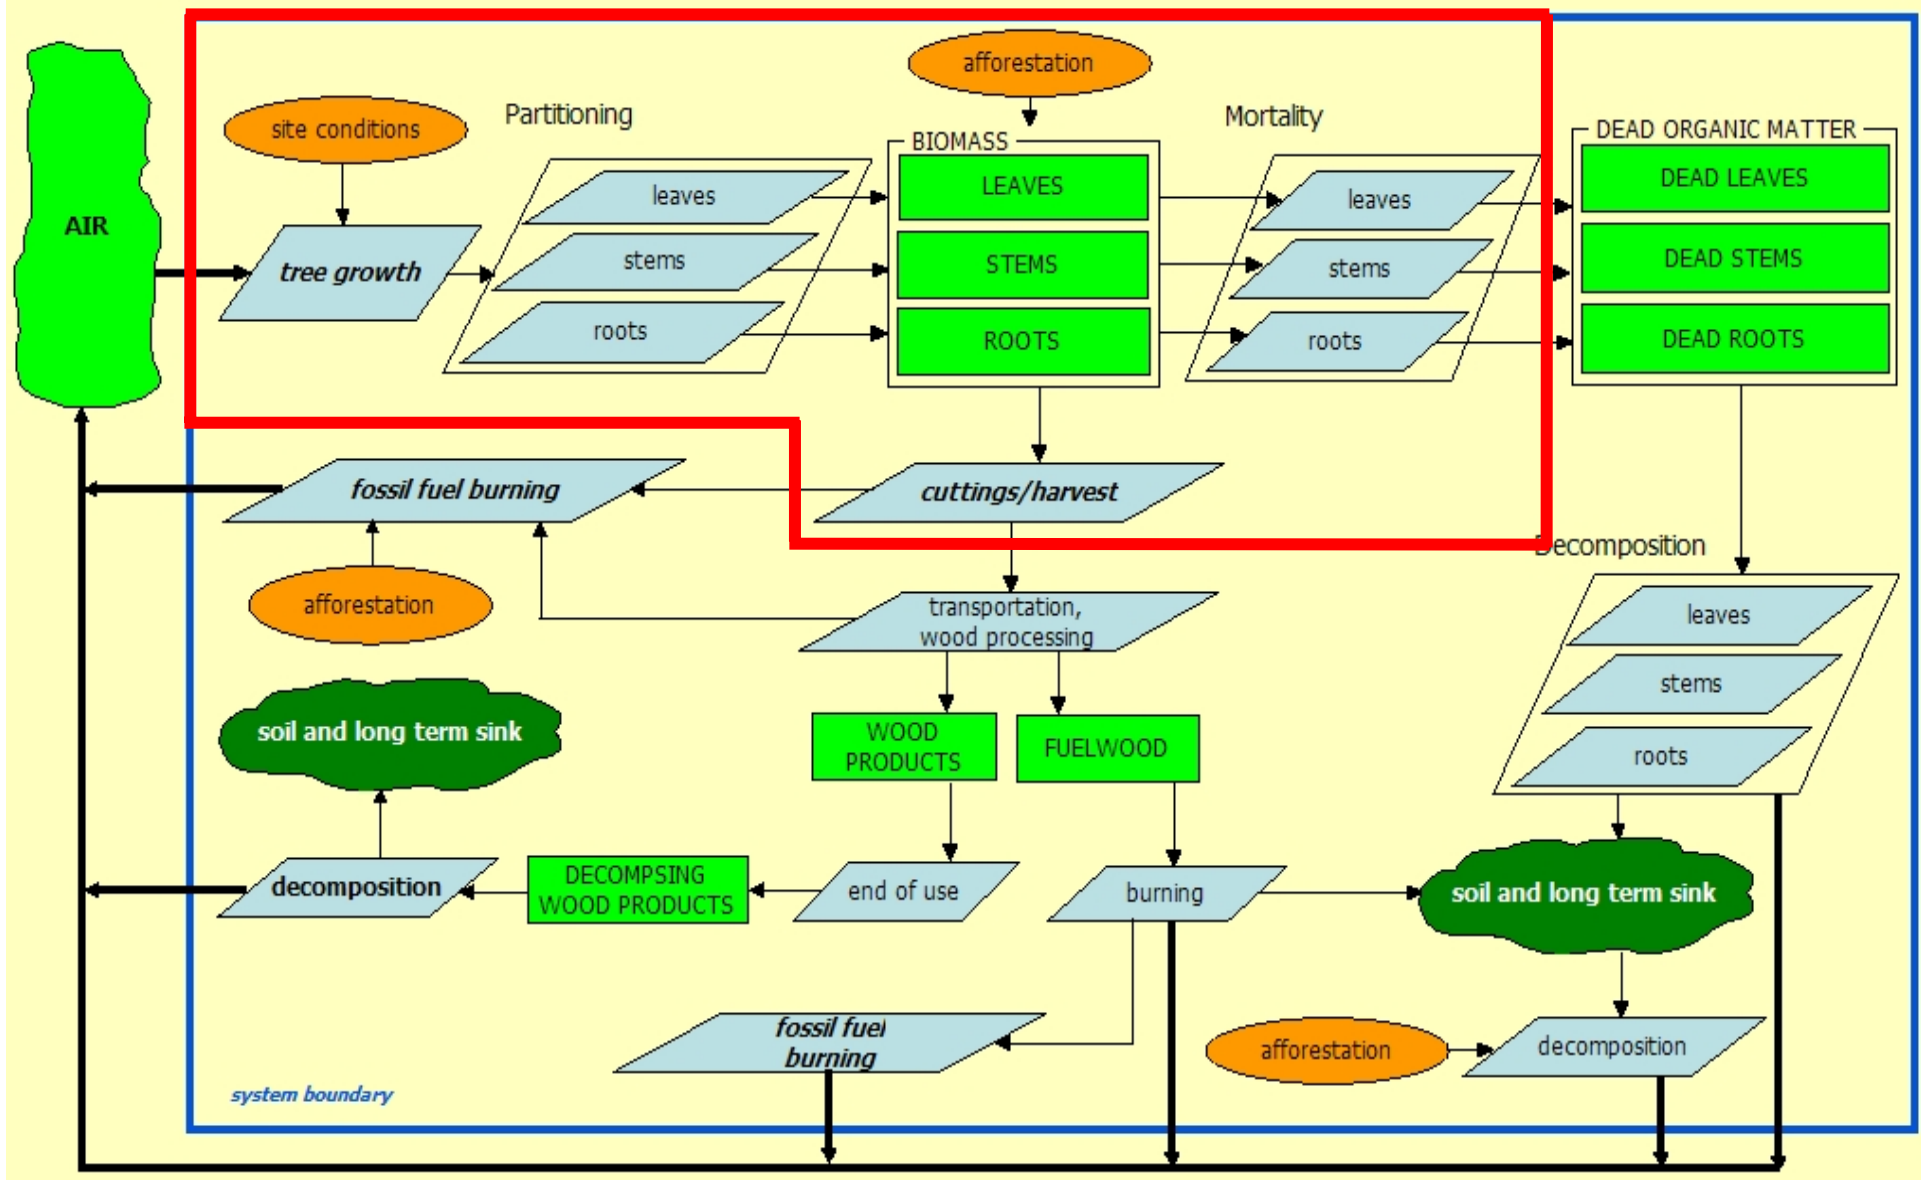 afforestation
Partitioning
Mortality
site conditions
BIOMASS
DEAD ORGANIC MATTER
AIR
leaves
LEAVES
leaves
DEAD LEAVES
tree growth
stems
STEMS
stems
DEAD STEMS
roots
ROOTS
roots
DEAD ROOTS
fossil fuel burning
cuttings/harvest
Decomposition
afforestation
transportation,
wood processing
leaves
stems
roots
soil and long term sink
WOOD
PRODUCTS
FUELWOOD
decomposition
DECOMPSING
WOOD PRODUCTS
end of use
burning
soil and long term sink
fossil fuel
burning
afforestation
decomposition
system boundary